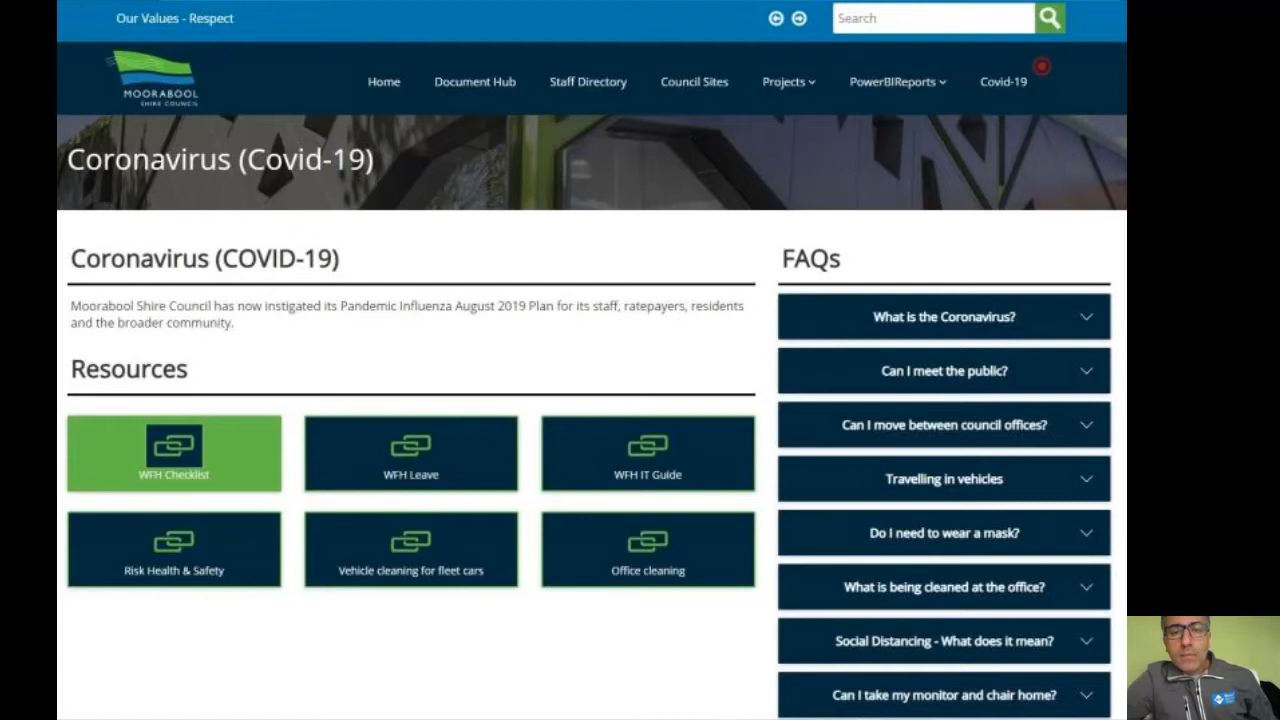 Our Values - Respect
Search
MOORABOOL
SHIRE COUNCIL
Home
Document Hub
Staff Directory
Council Sites
Projects
PowerBIReports
Covid-19
Coronavirus (Covid-19)
Coronavirus (COVID-19)
Moorabool Shire Council has now instigated its Pandemic Influenza August 2019 Plan for its staff, ratepayers, residents
and the broader community.
Resources
WFH Checklist
WFH Leave
WFH IT Guide
Risk Health & Safety
Vehicle cleaning for fleet cars
Office cleaning
FAQs
What is the Coronavirus?
Can I meet the public?
Can I move between council offices?
Travelling in vehicles
Do I need to wear a mask?
What is being cleaned at the office?
Social Distancing - What does it mean?
Can I take my monitor and chair home?